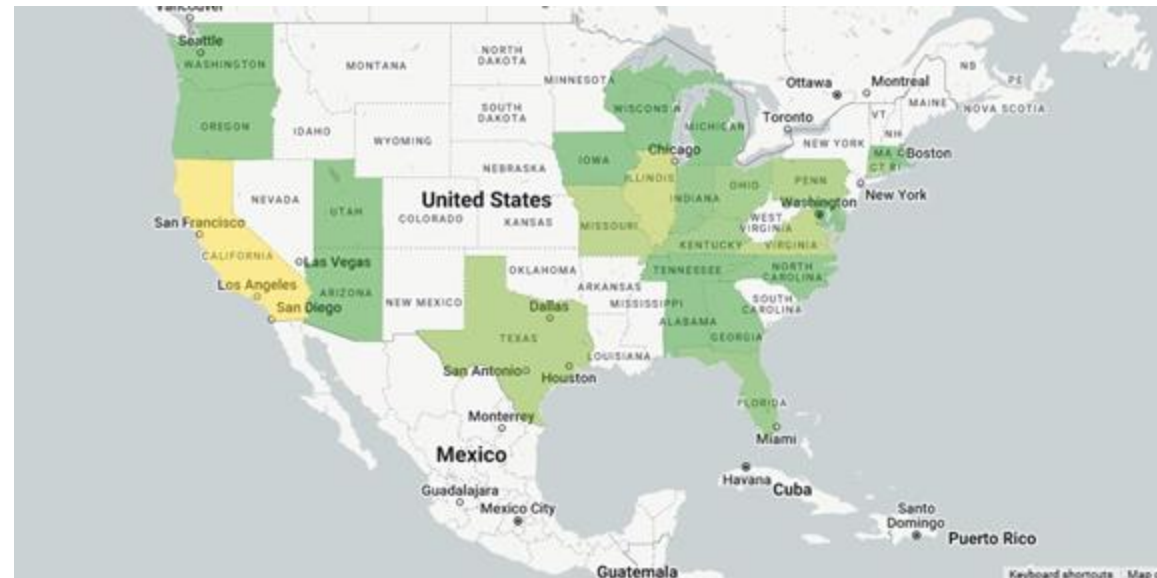 Vancouver
Seattle
WASHINGTON
MONTANA
NORTH
DAKOTA
MINNESOTA
Ottawa
Montreal
NB
PE
MAINE
NOVA SCOTIA
OREGON
IDAHO
SOUTH
DAKOTA
WISCONSIN
MICHIGAN
Toronto
VT
NH
WYOMING
NEW YORK
IOWA
Chicago
MA
Boston
NEBRASKA
ILLINOIS
OHIO
PENN
CT RI
NEVADA
UTAH
United States
INDIANA
Washington
New York
San Francisco
COLORADO
KANSAS
MISSOURI
WEST
VIRGINIA
KENTUCKY
VIRGINIA
CALIFORNIA
Las Vegas
OKLAHOMA
TENNESSEE
NORTH
CAROLINA
Los Angeles
ARIZONA
NEW MEXICO
ARKANSAS
San Diego
Dallas
MISSISSIPPI
SOUTH
CAROLINA
ALABAMA
TEXAS
GEORGIA
LOUISIANA
San Antonio
Houston
FLORIDA
Monterrey
Miami
Mexico
Havana
Cuba
Guadalajara
Mexico City
Santo
Domingo
Puerto Rico
Guatemala
Keyboard shortcuts
Map